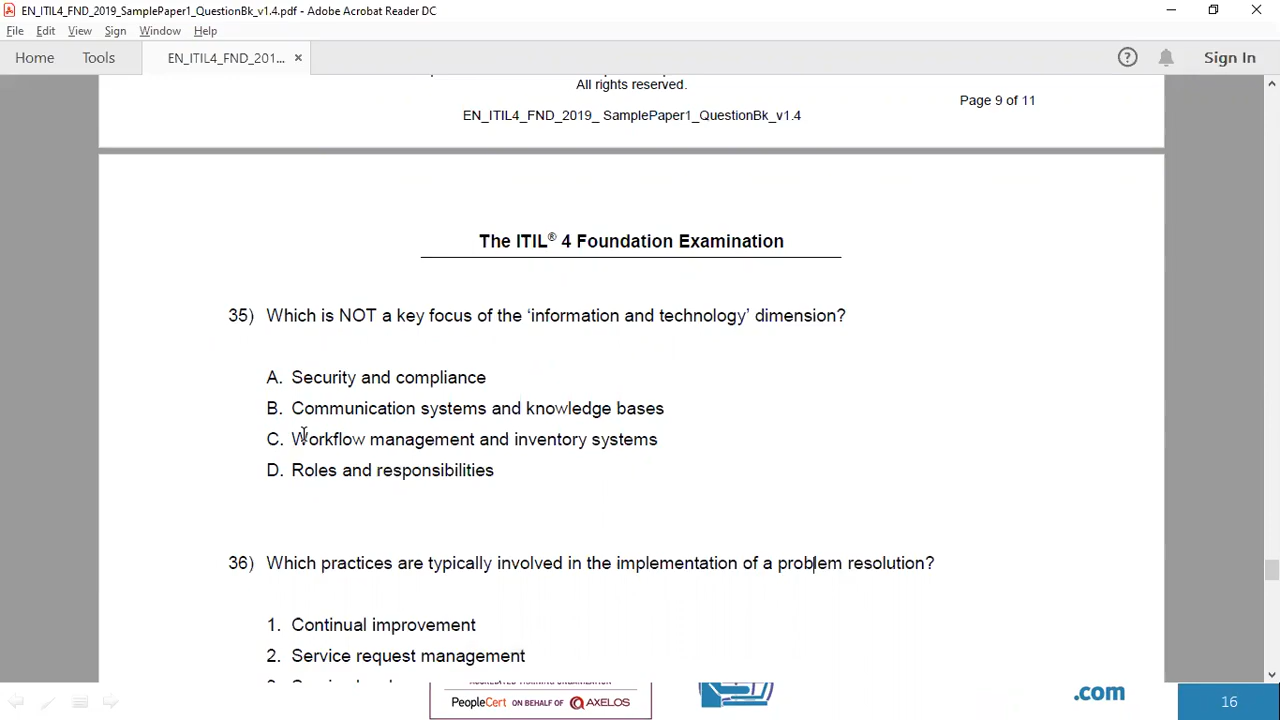 EN_ITIL4_FND_2019_SamplePaper1_QuestionBk_v1.4.pdf - Adobe Acrobat Reader DC
File Edit View Sign Window Help
Home Tools EN_ITIL4_FND_201... × Sign In
All rights reserved.
Page 9 of 11
EN_ITIL4_FND_2019_ SamplePaper1_QuestionBk_v1.4
The ITIL® 4 Foundation Examination
35) Which is NOT a key focus of the ‘information and technology’ dimension?
A. Security and compliance
B. Communication systems and knowledge bases
C. Workflow management and inventory systems
D. Roles and responsibilities
36) Which practices are typically involved in the implementation of a problem resolution?
1. Continual improvement
2. Service request management
PeopleCert ON BEHALF OF AXELOS
.com
16